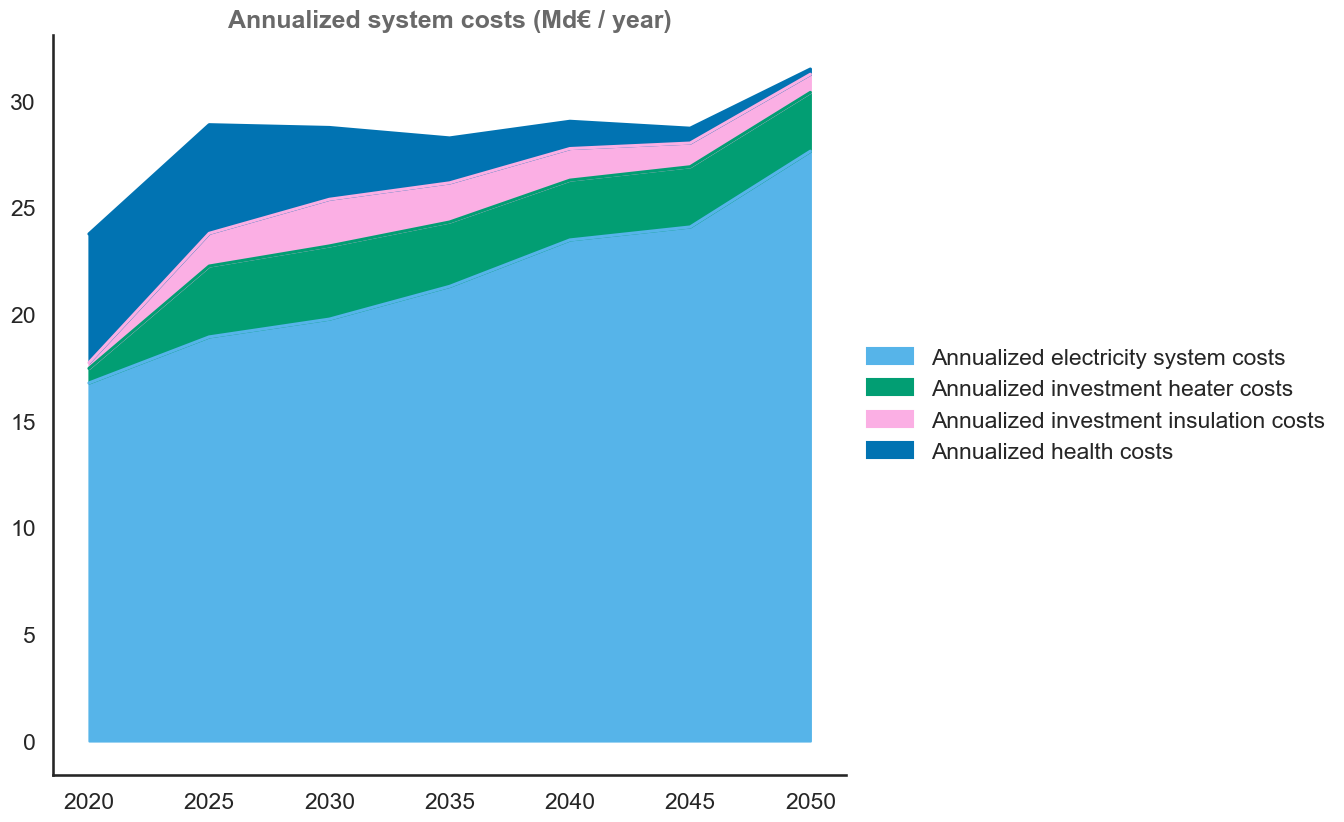 Annualized system costs (Md€ / year)
30
25
20
15
10
5
0
2020 2025 2030 2035 2040 2045 2050
Annualized electricity system costs
Annualized investment heater costs
Annualized investment insulation costs
Annualized health costs